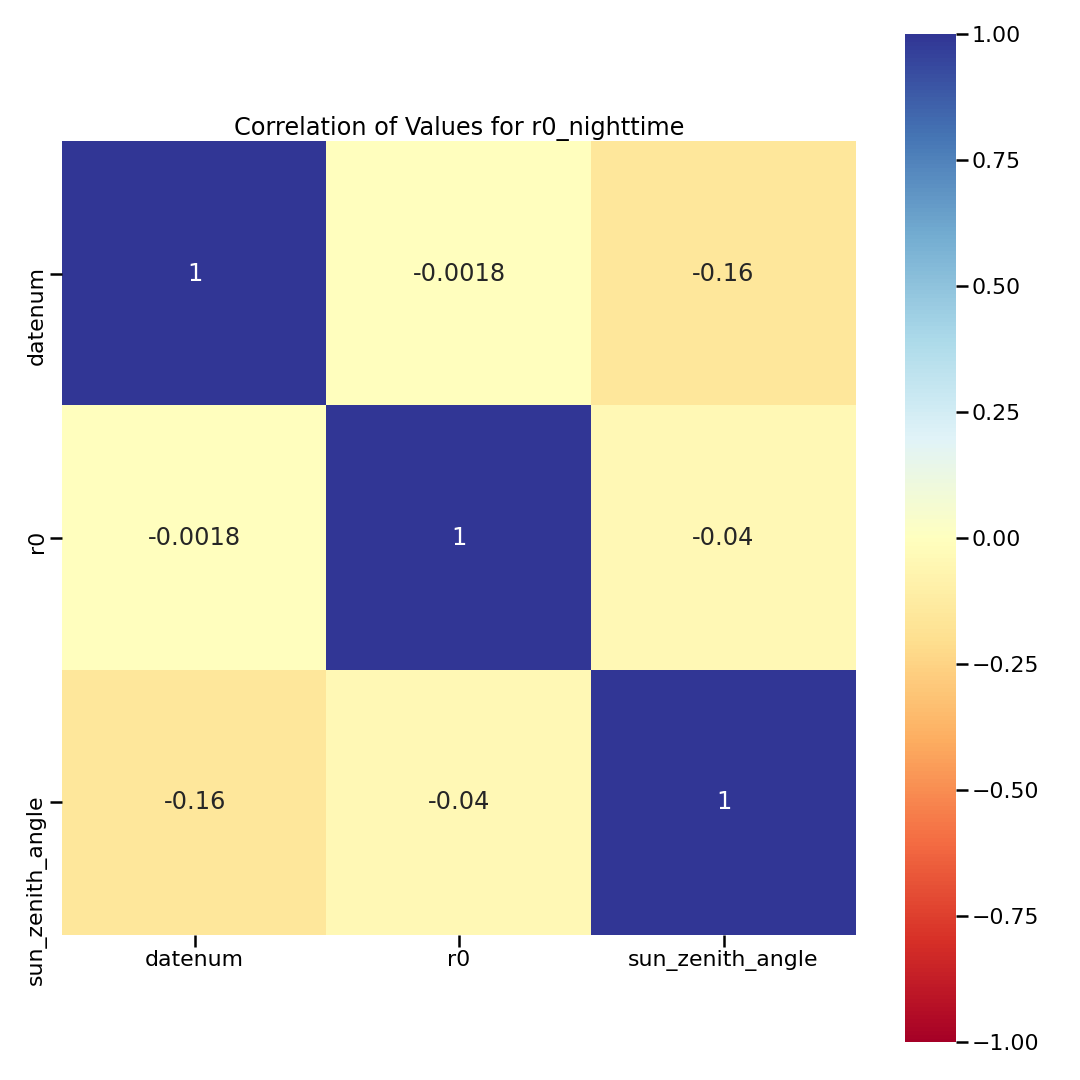 Correlation of Values for r0_nighttime
datenum
1
-0.0018
-0.16
r0
-0.0018
1
-0.04
sun_zenith_angle
-0.16
-0.04
1
datenum
r0
sun_zenith_angle
1.00
0.75
0.50
0.25
0.00
−0.25
−0.50
−0.75
−1.00